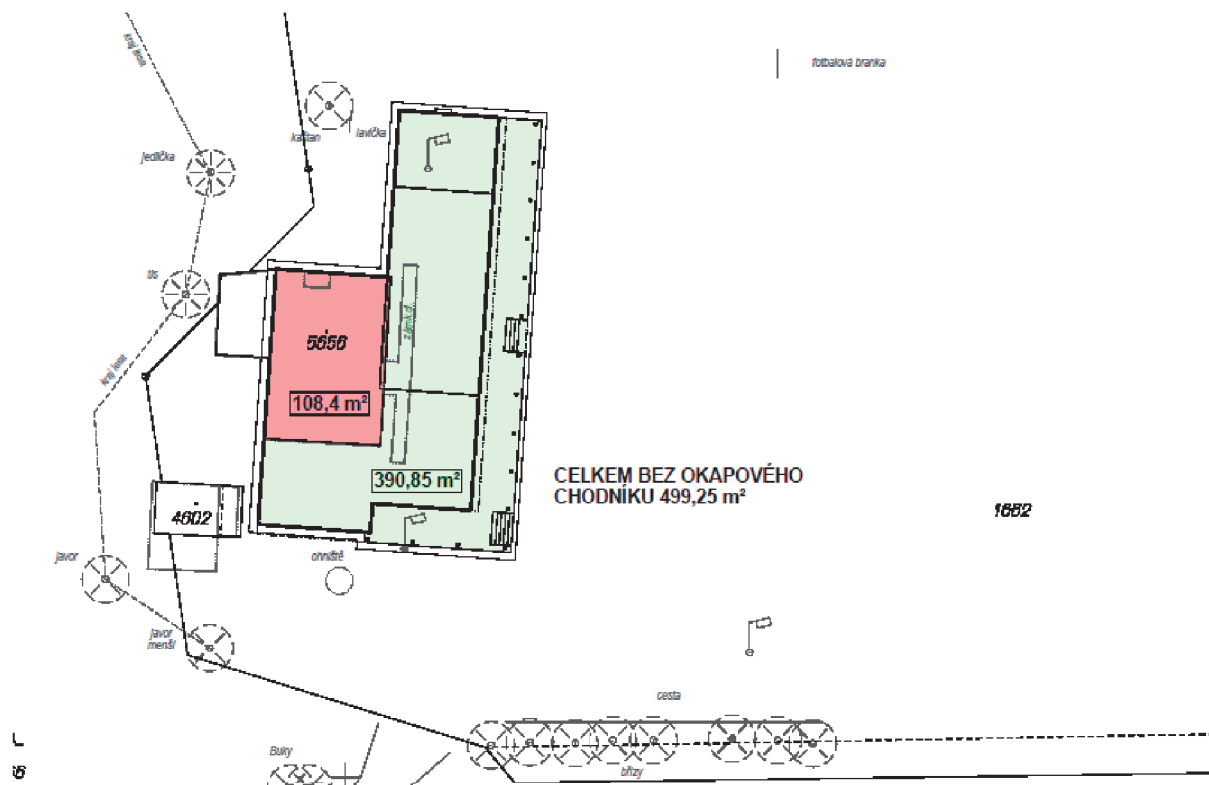 kraj lesa
fotbalová branka
kaštan
lavička
jedlička
tis
zámk.d.
5656
kraj lesa
108,4 m²
390,85 m²
CELKEM BEZ OKAPOVÉHO
CHODNÍKU 499,25 m²
4602
1662
javor
ohniště
javor
menší
cesta
L
Buky
břízy